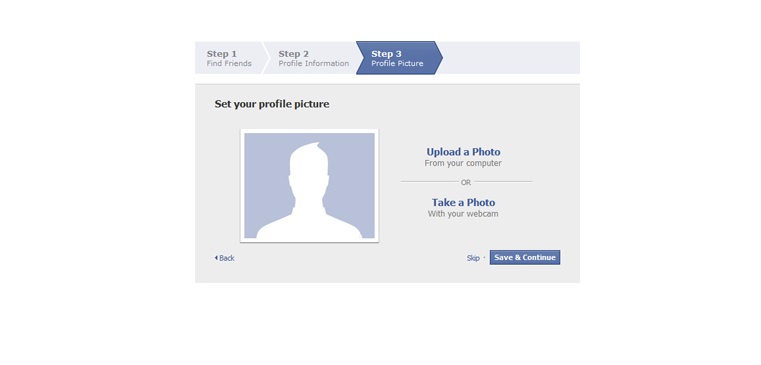 Step 1
Find Friends
Step 2
Profile Information
Step 3
Profile Picture
Set your profile picture
Upload a Photo
From your computer
OR
Take a Photo
With your webcam
Back
Skip · Save & Continue